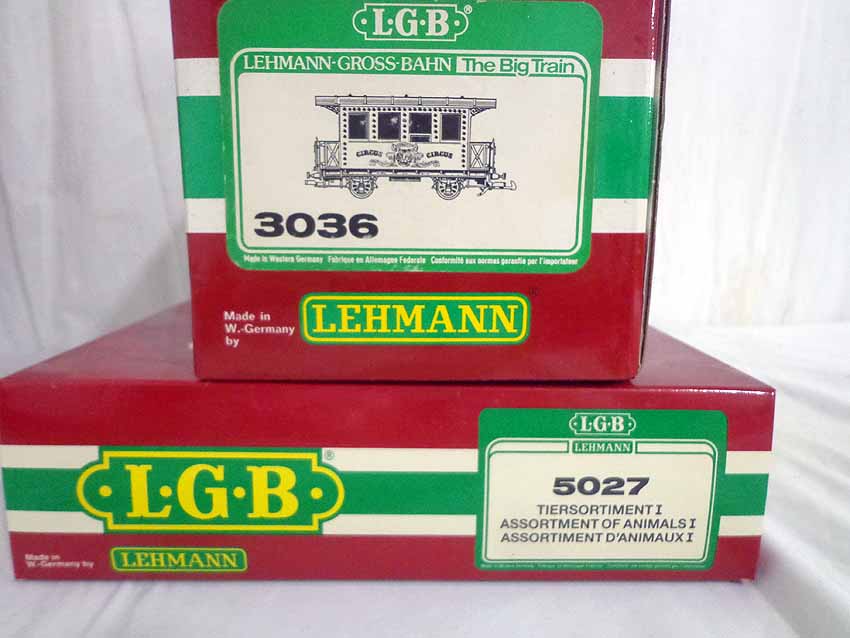 L·G·B®
LEHMANN-GROSS-BAHN The Big Train
CIRCUS CIRCUS
3036
Made in Western Germany Fabrique en Allemagne Federale Conformité aux normes garantie par l'importateur
Made in
W.-Germany
by
LEHMANN®
L·G·B
LEHMANN
5027
TIERSORTIMENT I
ASSORTMENT OF ANIMALS I
ASSORTIMENT D'ANIMAUX I
L·G·B®
Made in
W.-Germany by
LEHMANN